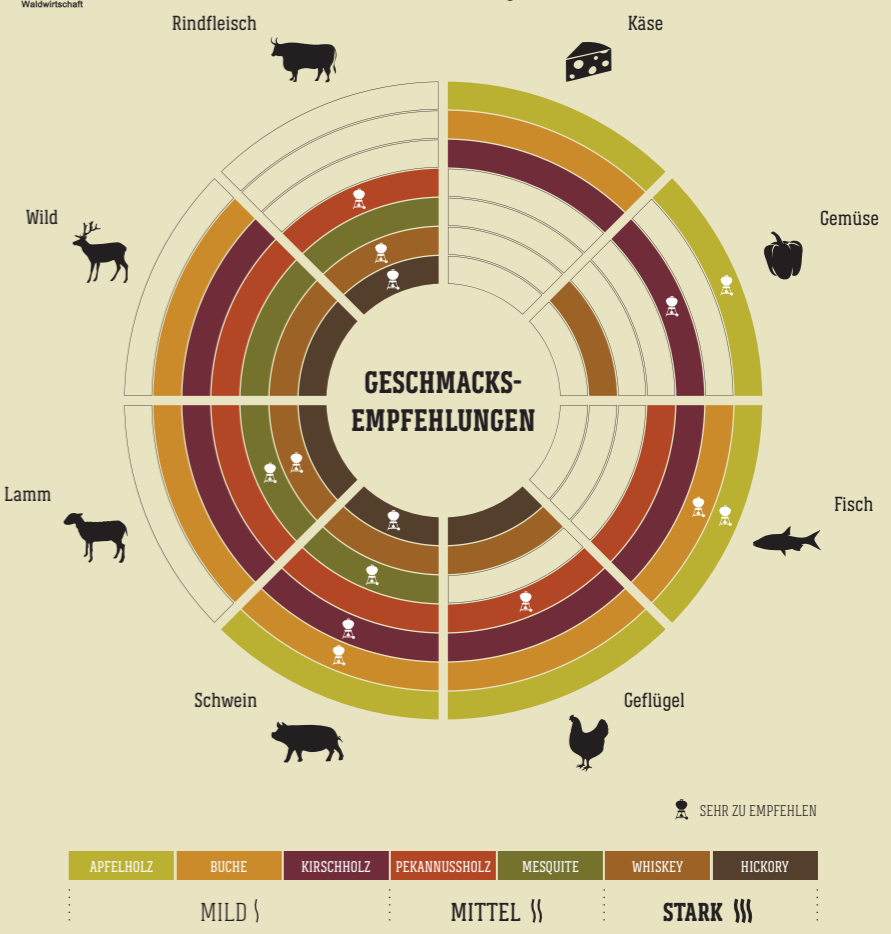 Waldwirtschaft
Rindfleisch
Käse
Wild
Gemüse
GESCHMACKS-
EMPFEHLUNGEN
Lamm
Fisch
Schwein
Geflügel
SEHR ZU EMPFEHLEN
APFELHOLZ BUCHE KIRSCHHOLZ PEKANNUSSHOLZ MESQUITE WHISKEY HICKORY
MILD MITTEL STARK